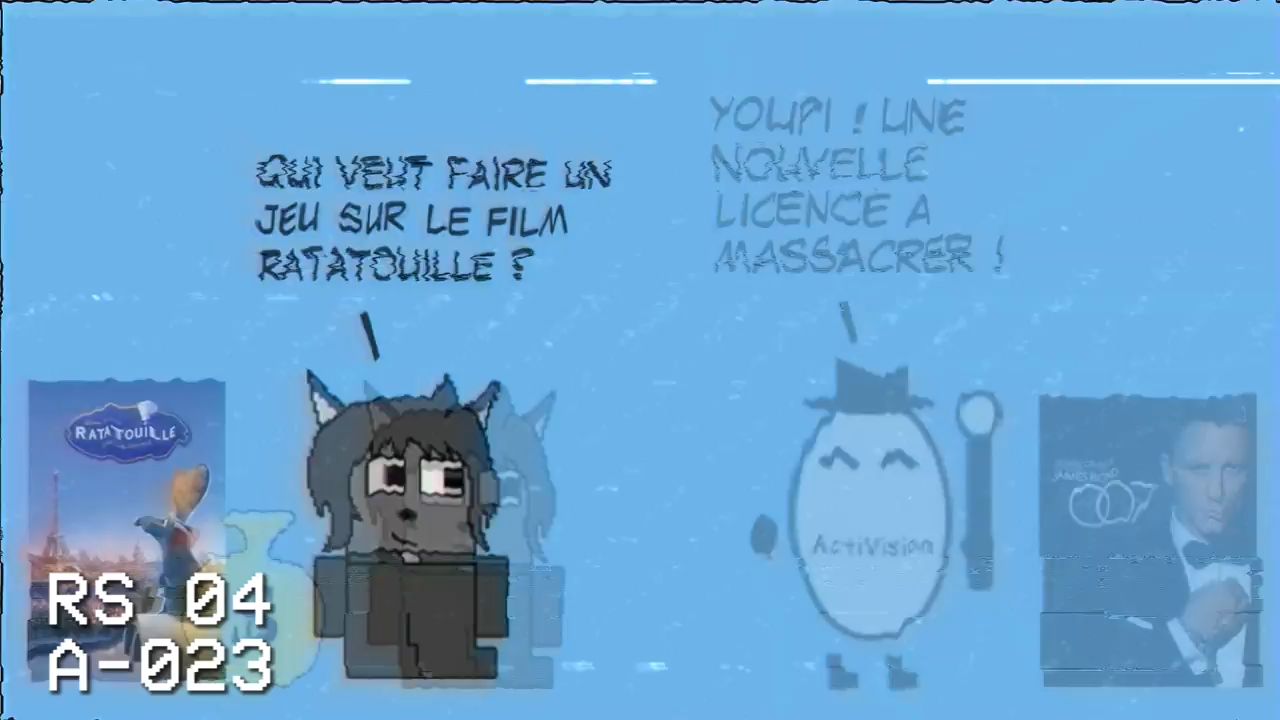 QUI VEUT FAIRE UN
JEU SUR LE FILM
RATATOUILLE ?
YOUPI ! UNE
NOUVELLE
LICENCE A
MASSACRER !
RATATOUILLE
ActiVision
007
RS 04
A-023